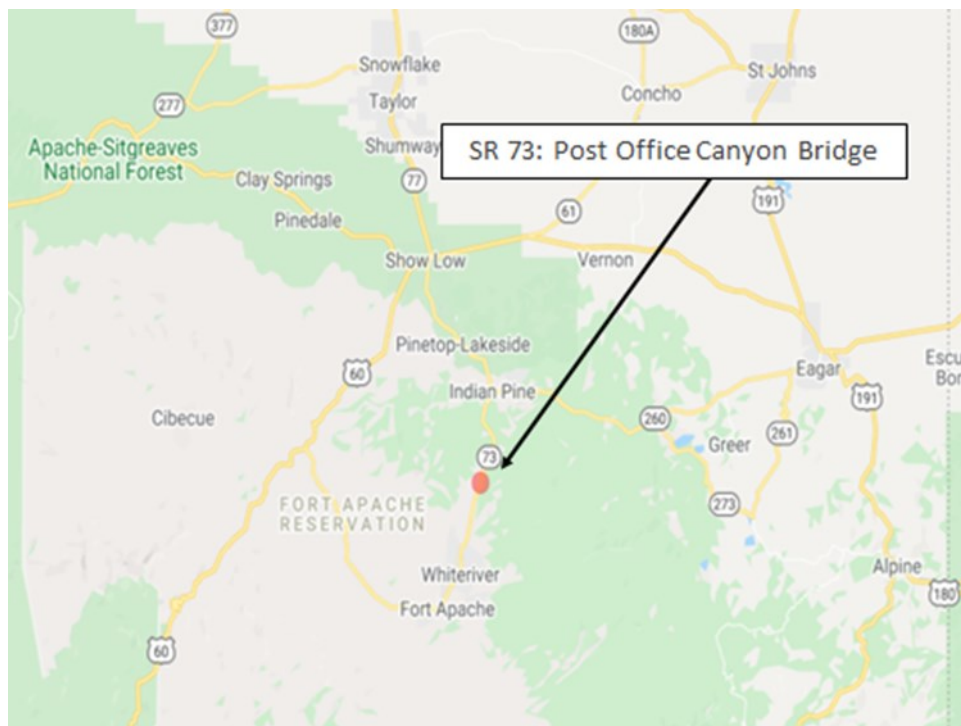 377
180A
Snowflake
St Johns
Concho
Taylor
277
Apache-Sitgreaves
National Forest
Shumway
SR 73: Post Office Canyon Bridge
Clay Springs
77
191
Pinedale
61
Show Low
Vernon
Pinetop-Lakeside
60
Eagar
Escu
Bor
Indian Pine
191
Cibecue
260
261
Greer
73
FORT APACHE
RESERVATION
273
Whiteriver
Alpine
180
Fort Apache
60